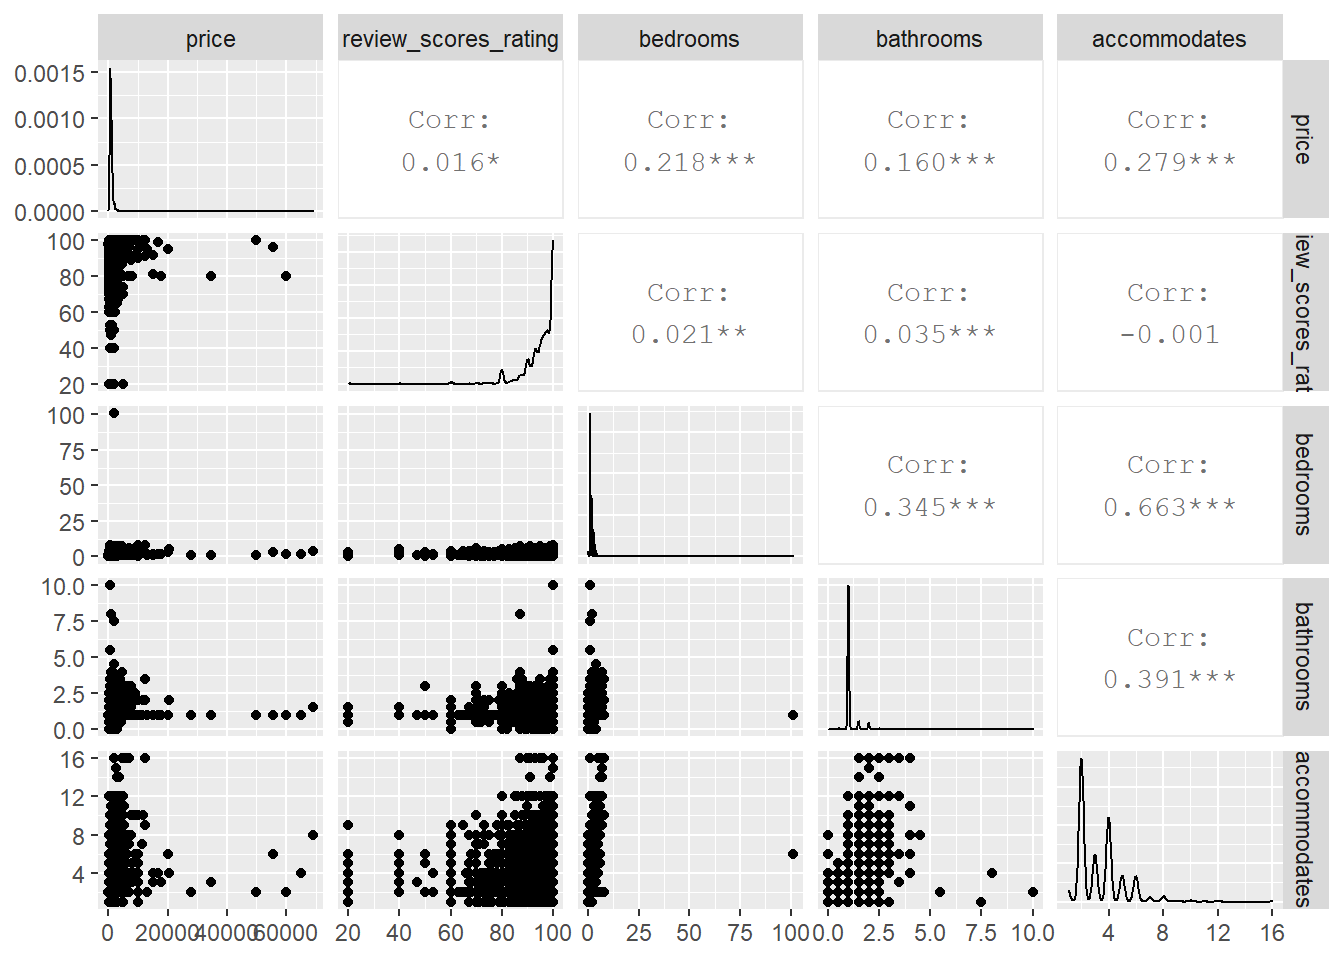 price review_scores_rating bedrooms bathrooms accommodates
0.0015
0.0010
0.0005
0.0000
Corr:
0.016*
Corr:
0.218***
Corr:
0.160***
Corr:
0.279***
price
100
80
60
40
20
Corr:
0.021**
Corr:
0.035***
Corr:
-0.001
iew_scores_rat
100
75
50
25
0
Corr:
0.345***
Corr:
0.663***
bedrooms
10.0
7.5
5.0
2.5
0.0
Corr:
0.391***
bathrooms
16
12
8
4
accommodates
0 20000 40000 60000 20 40 60 80 100 0 25 50 75 100 0.0 2.5 5.0 7.5 10.0 4 8 12 16